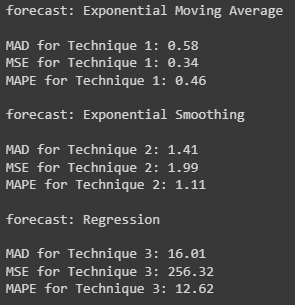 forecast: Exponential Moving Average
MAD for Technique 1: 0.58
MSE for Technique 1: 0.34
MAPE for Technique 1: 0.46
forecast: Exponential Smoothing
MAD for Technique 2: 1.41
MSE for Technique 2: 1.99
MAPE for Technique 2: 1.11
forecast: Regression
MAD for Technique 3: 16.01
MSE for Technique 3: 256.32
MAPE for Technique 3: 12.62